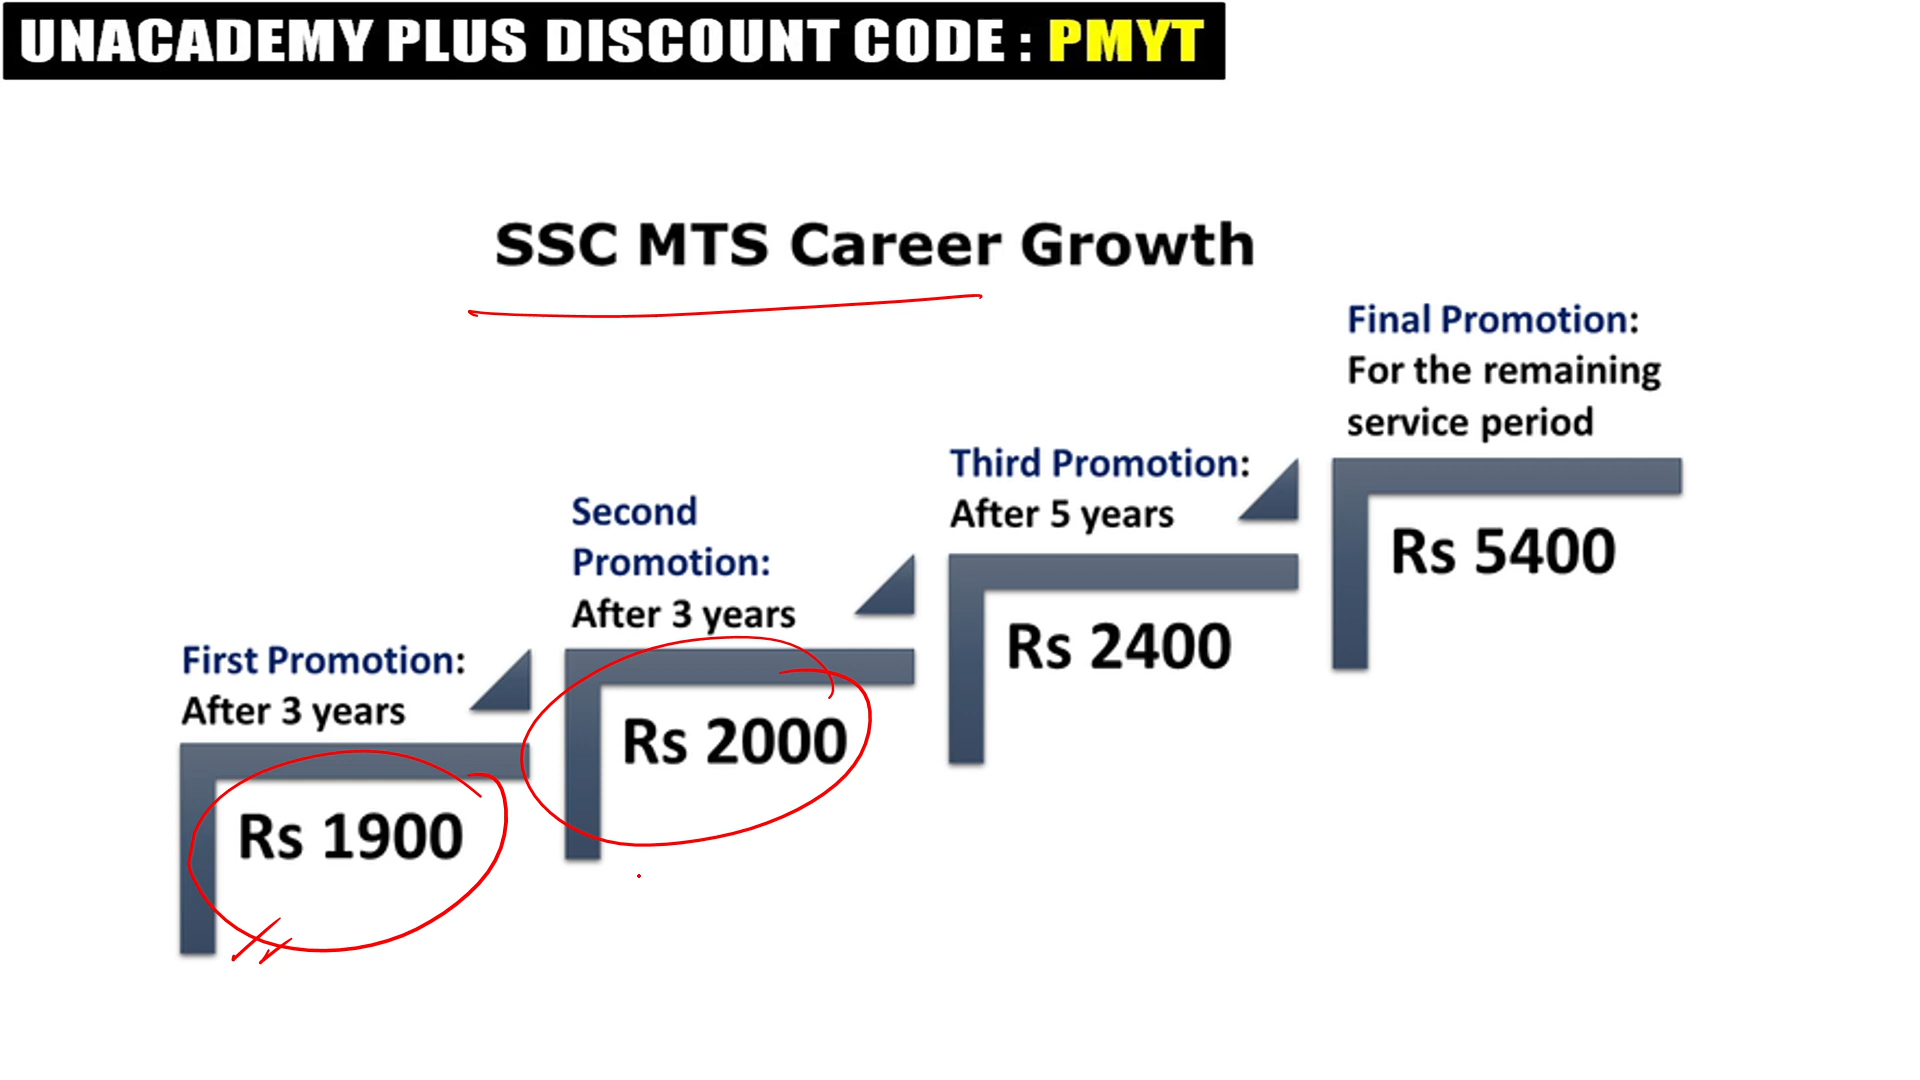 UNACADEMY PLUS DISCOUNT CODE : PMYT
SSC MTS Career Growth
First Promotion:
After 3 years
Rs 1900
Second
Promotion:
After 3 years
Rs 2000
Third Promotion:
After 5 years
Rs 2400
Final Promotion:
For the remaining
service period
Rs 5400